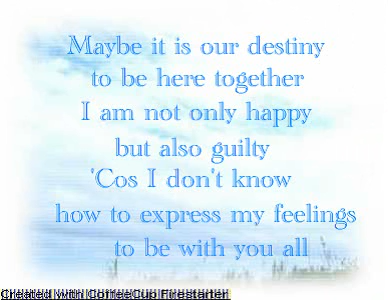 Maybe it is our destiny
to be here together
I am not only happy
but also guilty
'Cos I don't know
how to express my feelings
to be with you all
Created with CoffeeCup Firestarter